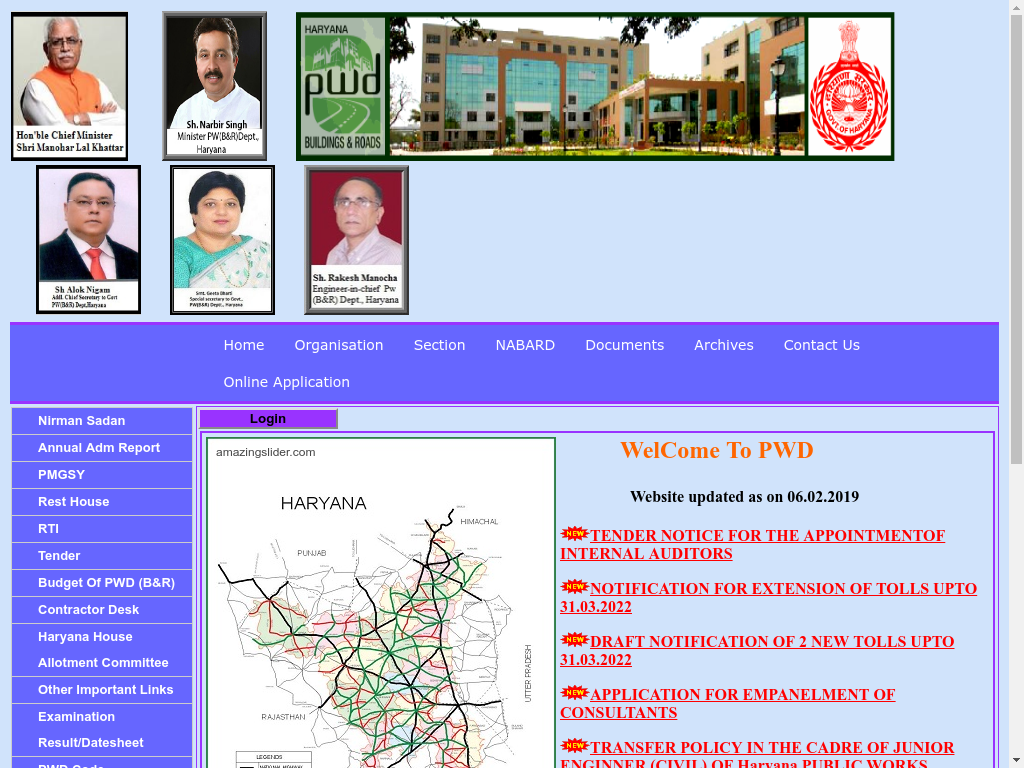 Hon'ble Chief Minister
Shri Manohar Lal Khattar
Sh. Narbir Singh
Minister PW(B&R)Dept.,
Haryana
HARYANA
pwd
BUILDINGS & ROADS
हरियाणा सरकार
GOVT. OF HARYANA
Sh Alok Nigam
Addl. Chief Secretary to Govt
PW(B&R) Dept,Haryana
Smt. Geeta Bharti
Special secretary to Govt.,
PW(B&R) Deptt., Haryana
Sh. Rakesh Manocha
Engineer-in-chief Pw
(B&R) Dept., Haryana
Home Organisation Section NABARD Documents Archives Contact Us
Online Application
Nirman Sadan
Annual Adm Report
PMGSY
Rest House
RTI
Tender
Budget Of PWD (B&R)
Contractor Desk
Haryana House
Allotment Committee
Other Important Links
Examination
Result/Datesheet
PWD Code
Login
amazingslider.com
HARYANA
HIMACHAL
PUNJAB
UTTER PRADESH
RAJASTHAN
LEGENDS
NATIONAL HIGHWAY
WelCome To PWD
Website updated as on 06.02.2019
NEW TENDER NOTICE FOR THE APPOINTMENTOF
INTERNAL AUDITORS
NEW NOTIFICATION FOR EXTENSION OF TOLLS UPTO
31.03.2022
NEW DRAFT NOTIFICATION OF 2 NEW TOLLS UPTO
31.03.2022
NEW APPLICATION FOR EMPANELMENT OF
CONSULTANTS
NEW TRANSFER POLICY IN THE CADRE OF JUNIOR
ENGINNER (CIVIL) OF Haryana PUBLIC WORKS